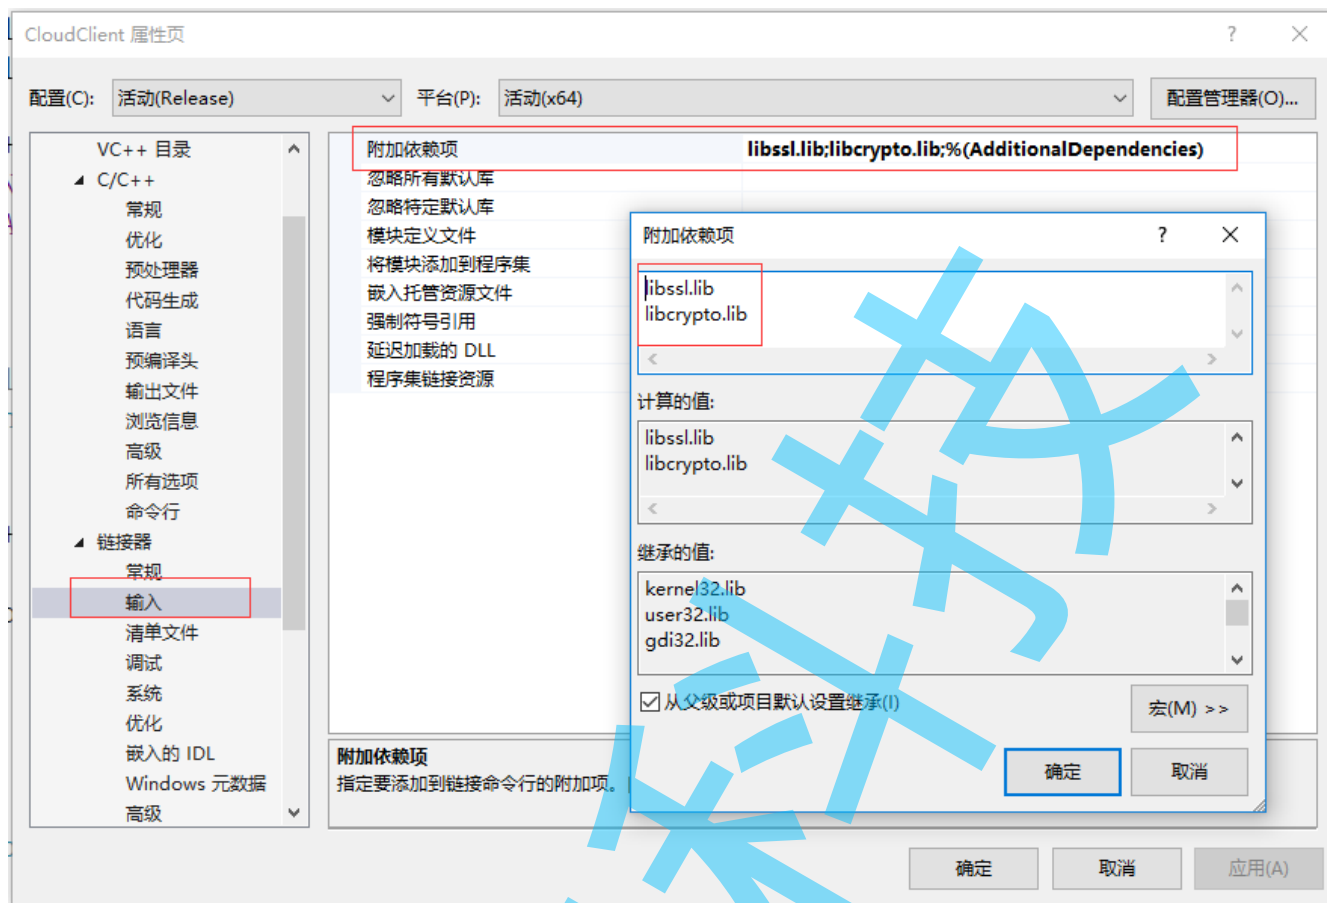 CloudClient 属性页
配置(C): 活动(Release) 平台(P): 活动(x64) 配置管理器(O)...
VC++ 目录
C/C++
常规
优化
预处理器
代码生成
语言
预编译头
输出文件
浏览信息
高级
所有选项
命令行
链接器
常规
输入
清单文件
调试
系统
优化
嵌入的 IDL
Windows 元数据
高级
附加依赖项 libssl.lib;libcrypto.lib;%(AdditionalDependencies)
忽略所有默认库
忽略特定默认库
模块定义文件
将模块添加到程序集
嵌入托管资源文件
强制符号引用
延迟加载的 DLL
程序集链接资源
附加依赖项
指定要添加到链接命令行的附加项。
附加依赖项
libssl.lib
libcrypto.lib
计算的值:
libssl.lib
libcrypto.lib
继承的值:
kernel32.lib
user32.lib
gdi32.lib
从父级或项目默认设置继承(I)
宏(M) >>
确定 取消
确定 取消 应用(A)
科技